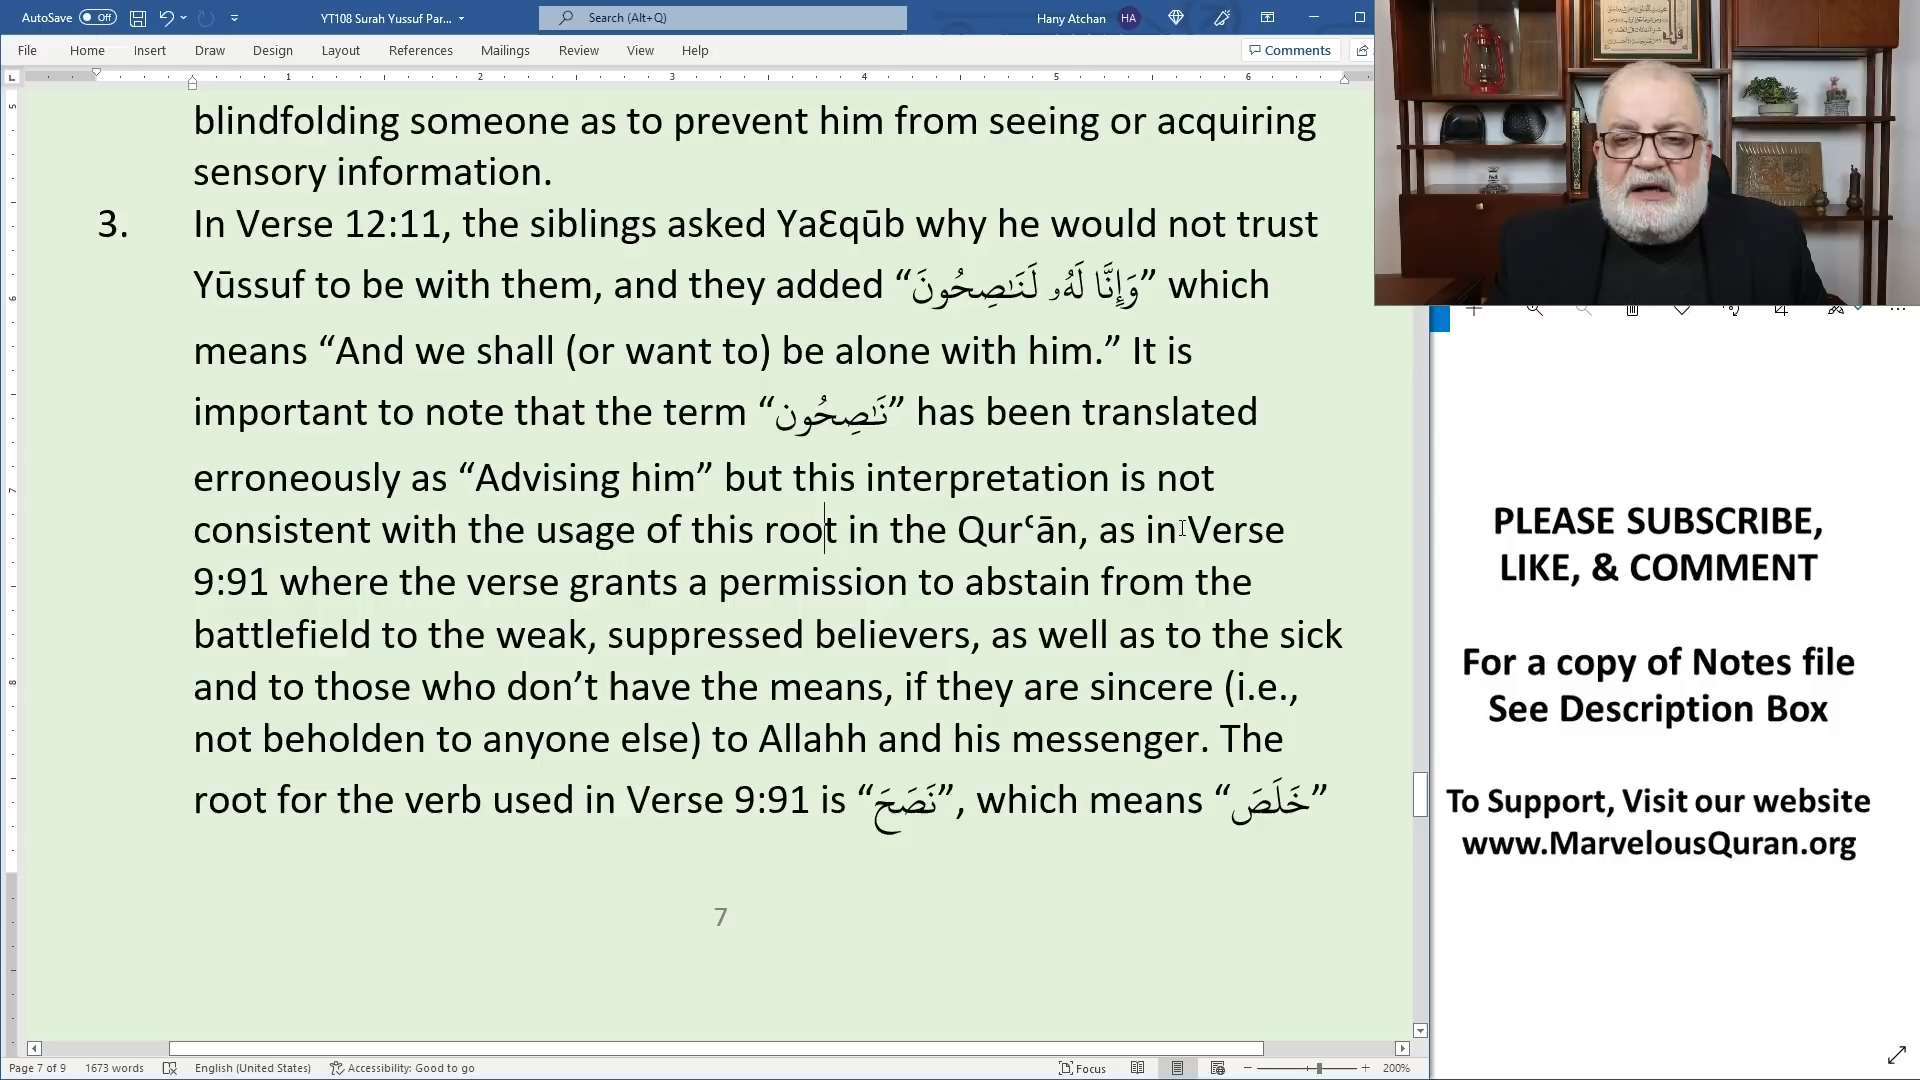 AutoSave Off YT108 Surah Yussuf Par... Search (Alt+Q) Hany Atchan HA
File Home Insert Draw Design Layout References Mailings Review View Help Comments
1 2 3 4 5 6
blindfolding someone as to prevent him from seeing or acquiring
sensory information.
3. In Verse 12:11, the siblings asked YaƐqūb why he would not trust
Yūssuf to be with them, and they added “وَإِنَّا لَهُۥ لَنَـٰصِحُونَ” which
means “And we shall (or want to) be alone with him.” It is
important to note that the term “نَـٰصِحُون” has been translated
erroneously as “Advising him” but this interpretation is not
consistent with the usage of this root in the Qurʿān, as in Verse
9:91 where the verse grants a permission to abstain from the
battlefield to the weak, suppressed believers, as well as to the sick
and to those who don’t have the means, if they are sincere (i.e.,
not beholden to anyone else) to Allahh and his messenger. The
root for the verb used in Verse 9:91 is “نَصَحَ”, which means “خَلَصَ”
7
PLEASE SUBSCRIBE,
LIKE, & COMMENT
For a copy of Notes file
See Description Box
To Support, Visit our website
www.MarvelousQuran.org
Page 7 of 9 1673 words English (United States) Accessibility: Good to go Focus 200%